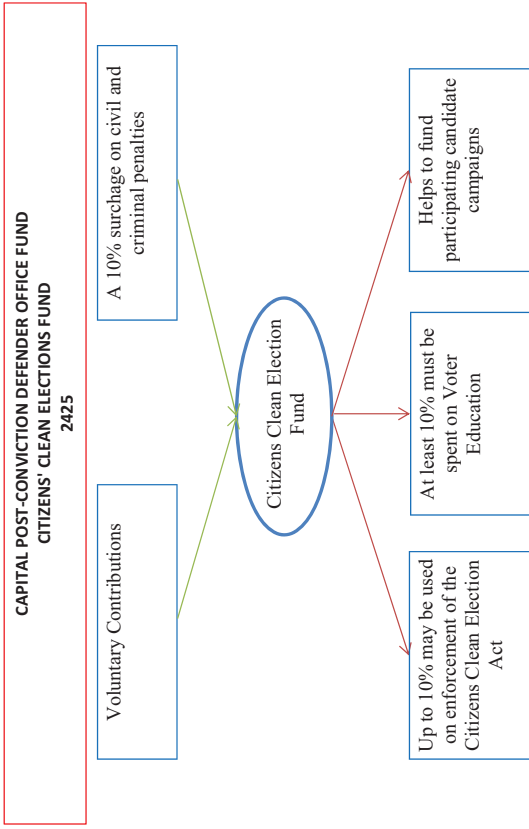 CAPITAL POST-CONVICTION DEFENDER OFFICE FUND
CITIZENS' CLEAN ELECTIONS FUND
2425
Voluntary Contributions
A 10% surchage on civil and
criminal penalties
Citizens Clean Election
Fund
Up to 10% may be used
on enforcement of the
Citizens Clean Election
Act
At least 10% must be
spent on Voter
Education
Helps to fund
participating candidate
campaigns